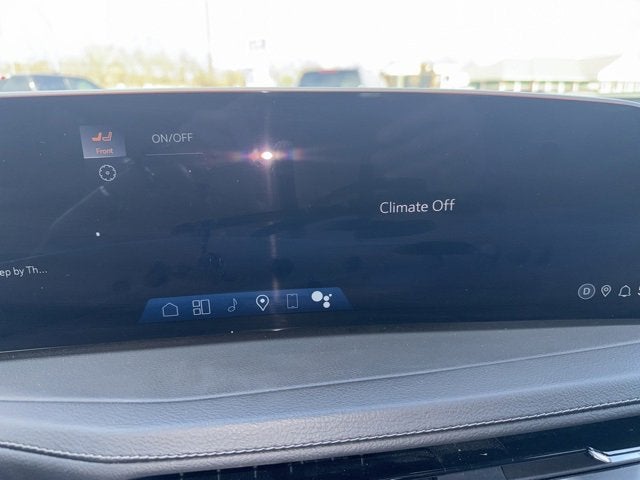 Front
ON/OFF
Climate Off
ep by Th...
D